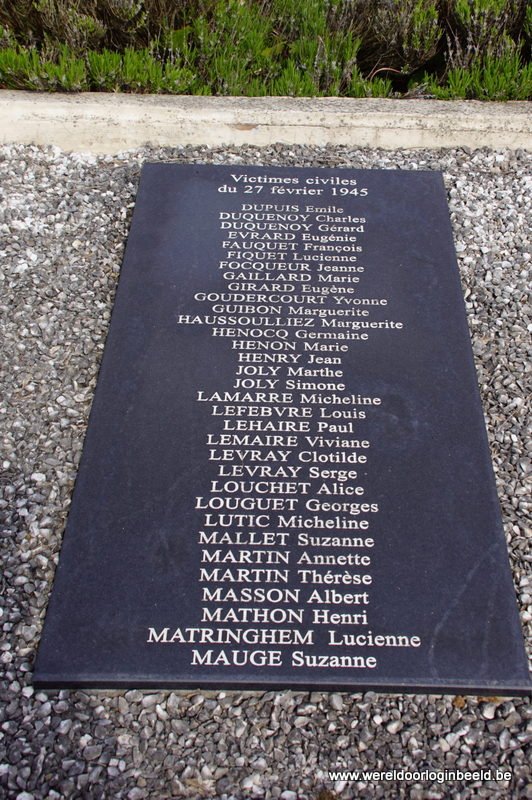 Victimes civiles
du 27 février 1945
DUPUIS Emile
DUQUENOY Charles
DUQUENOY Gérard
EVRARD Eugénie
FAUQUET François
FIQUET Lucienne
FOCQUEUR Jeanne
GAILLARD Marie
GIRARD Eugène
GOUDERCOURT Yvonne
GUIBON Marguerite
HAUSSOULLIEZ Marguerite
HENOCQ Germaine
HENON Marie
HENRY Jean
JOLY Marthe
JOLY Simone
LAMARRE Micheline
LEFEBVRE Louis
LEHAIRE Paul
LEMAIRE Viviane
LEVRAY Clotilde
LEVRAY Serge
LOUCHET Alice
LOUGUET Georges
LUTIC Micheline
MALLET Suzanne
MARTIN Annette
MARTIN Thérèse
MASSON Albert
MATHON Henri
MATRINGHEM Lucienne
MAUGE Suzanne
www.wereldoorloginbeeld.be